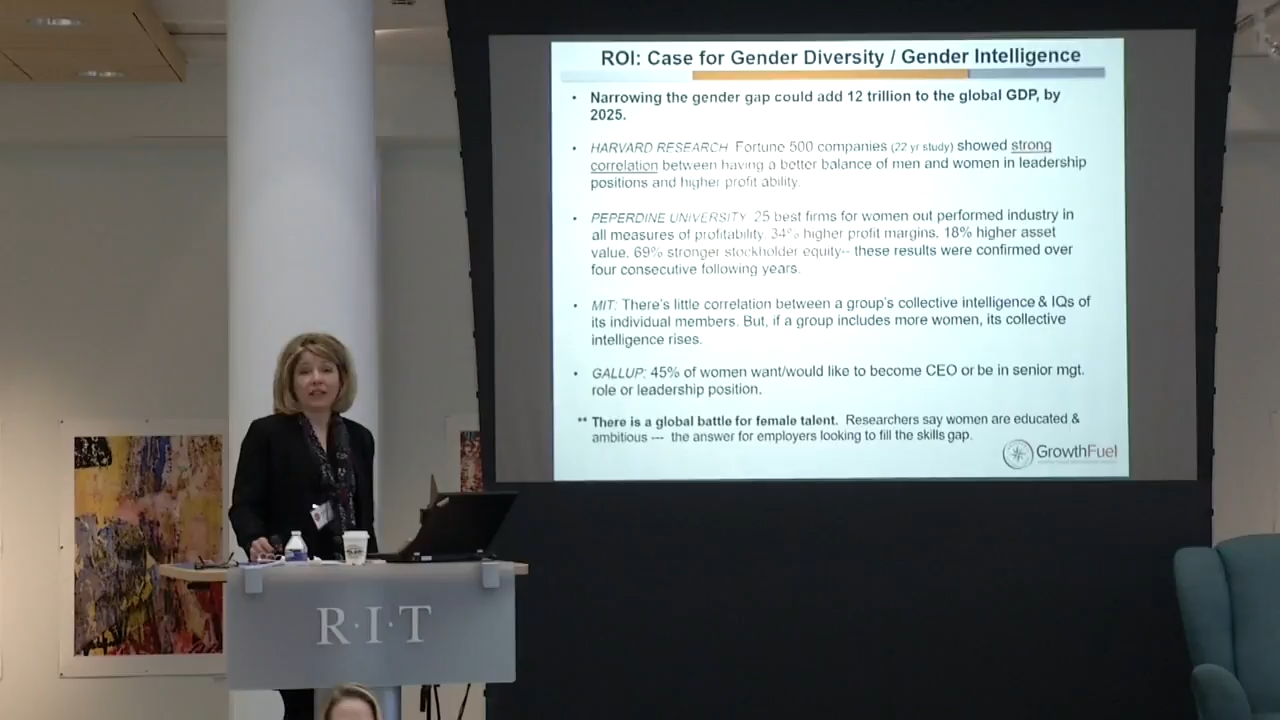 ROI: Case for Gender Diversity / Gender Intelligence
• Narrowing the gender gap could add 12 trillion to the global GDP, by
2025.
• HARVARD RESEARCH Fortune 500 companies (22 yr study) showed strong
correlation between having a better balance of men and women in leadership
positions and higher profit ability.
• PEPERDINE UNIVERSITY 25 best firms for women out performed industry in
all measures of profitability. 34% higher profit margins. 18% higher asset
value. 69% stronger stockholder equity-- these results were confirmed over
four consecutive following years.
• MIT: There's little correlation between a group's collective intelligence & IQs of
its individual members. But, if a group includes more women, its collective
intelligence rises.
• GALLUP: 45% of women want/would like to become CEO or be in senior mgt.
role or leadership position.
** There is a global battle for female talent. Researchers say women are educated &
ambitious --- the answer for employers looking to fill the skills gap.
GrowthFuel
R·I·T